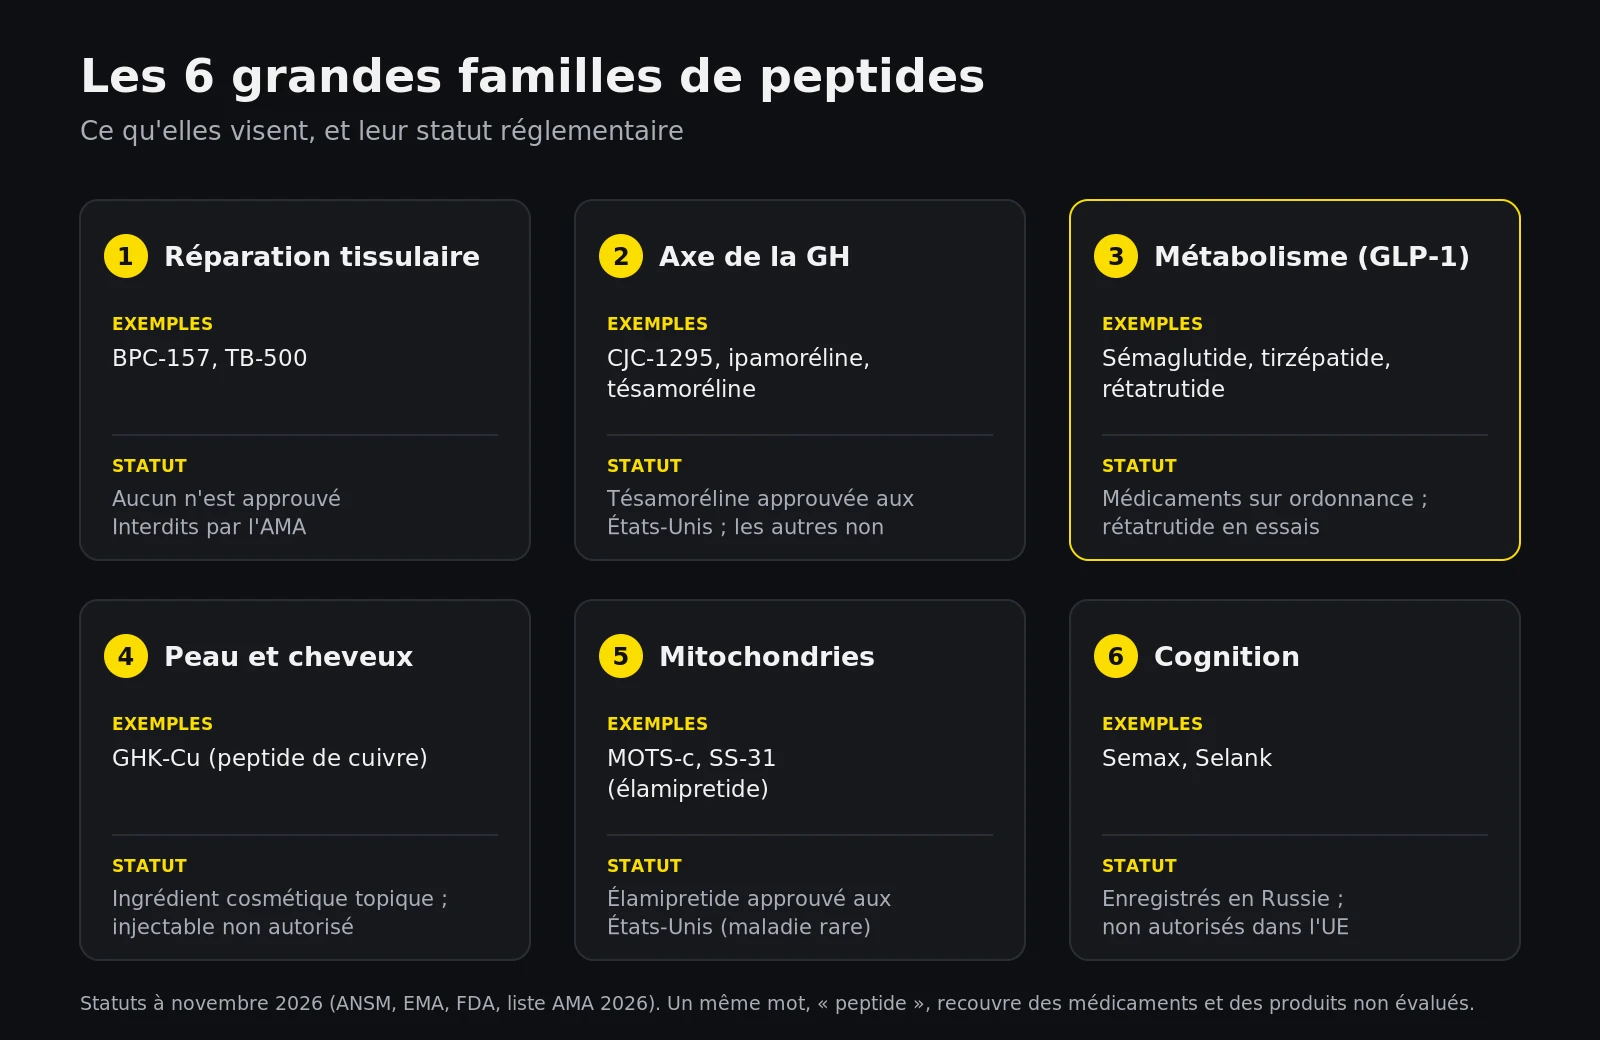 Les 6 grandes familles de peptides
Ce qu'elles visent, et leur statut réglementaire
1 Réparation tissulaire
EXEMPLES
BPC-157, TB-500
STATUT
Aucun n'est approuvé
Interdits par l'AMA
2 Axe de la GH
EXEMPLES
CJC-1295, ipamoréline,
tésamoréline
STATUT
Tésamoréline approuvée aux
États-Unis ; les autres non
3 Métabolisme (GLP-1)
EXEMPLES
Sémaglutide, tirzépatide,
rétatrutide
STATUT
Médicaments sur ordonnance ;
rétatrutide en essais
4 Peau et cheveux
EXEMPLES
GHK-Cu (peptide de cuivre)
STATUT
Ingrédient cosmétique topique ;
injectable non autorisé
5 Mitochondries
EXEMPLES
MOTS-c, SS-31
(élamipretide)
STATUT
Élamipretide approuvé aux
États-Unis (maladie rare)
6 Cognition
EXEMPLES
Semax, Selank
STATUT
Enregistrés en Russie ;
non autorisés dans l'UE
Statuts à novembre 2026 (ANSM, EMA, FDA, liste AMA 2026). Un même mot, « peptide », recouvre des médicaments et des produits non évalués.